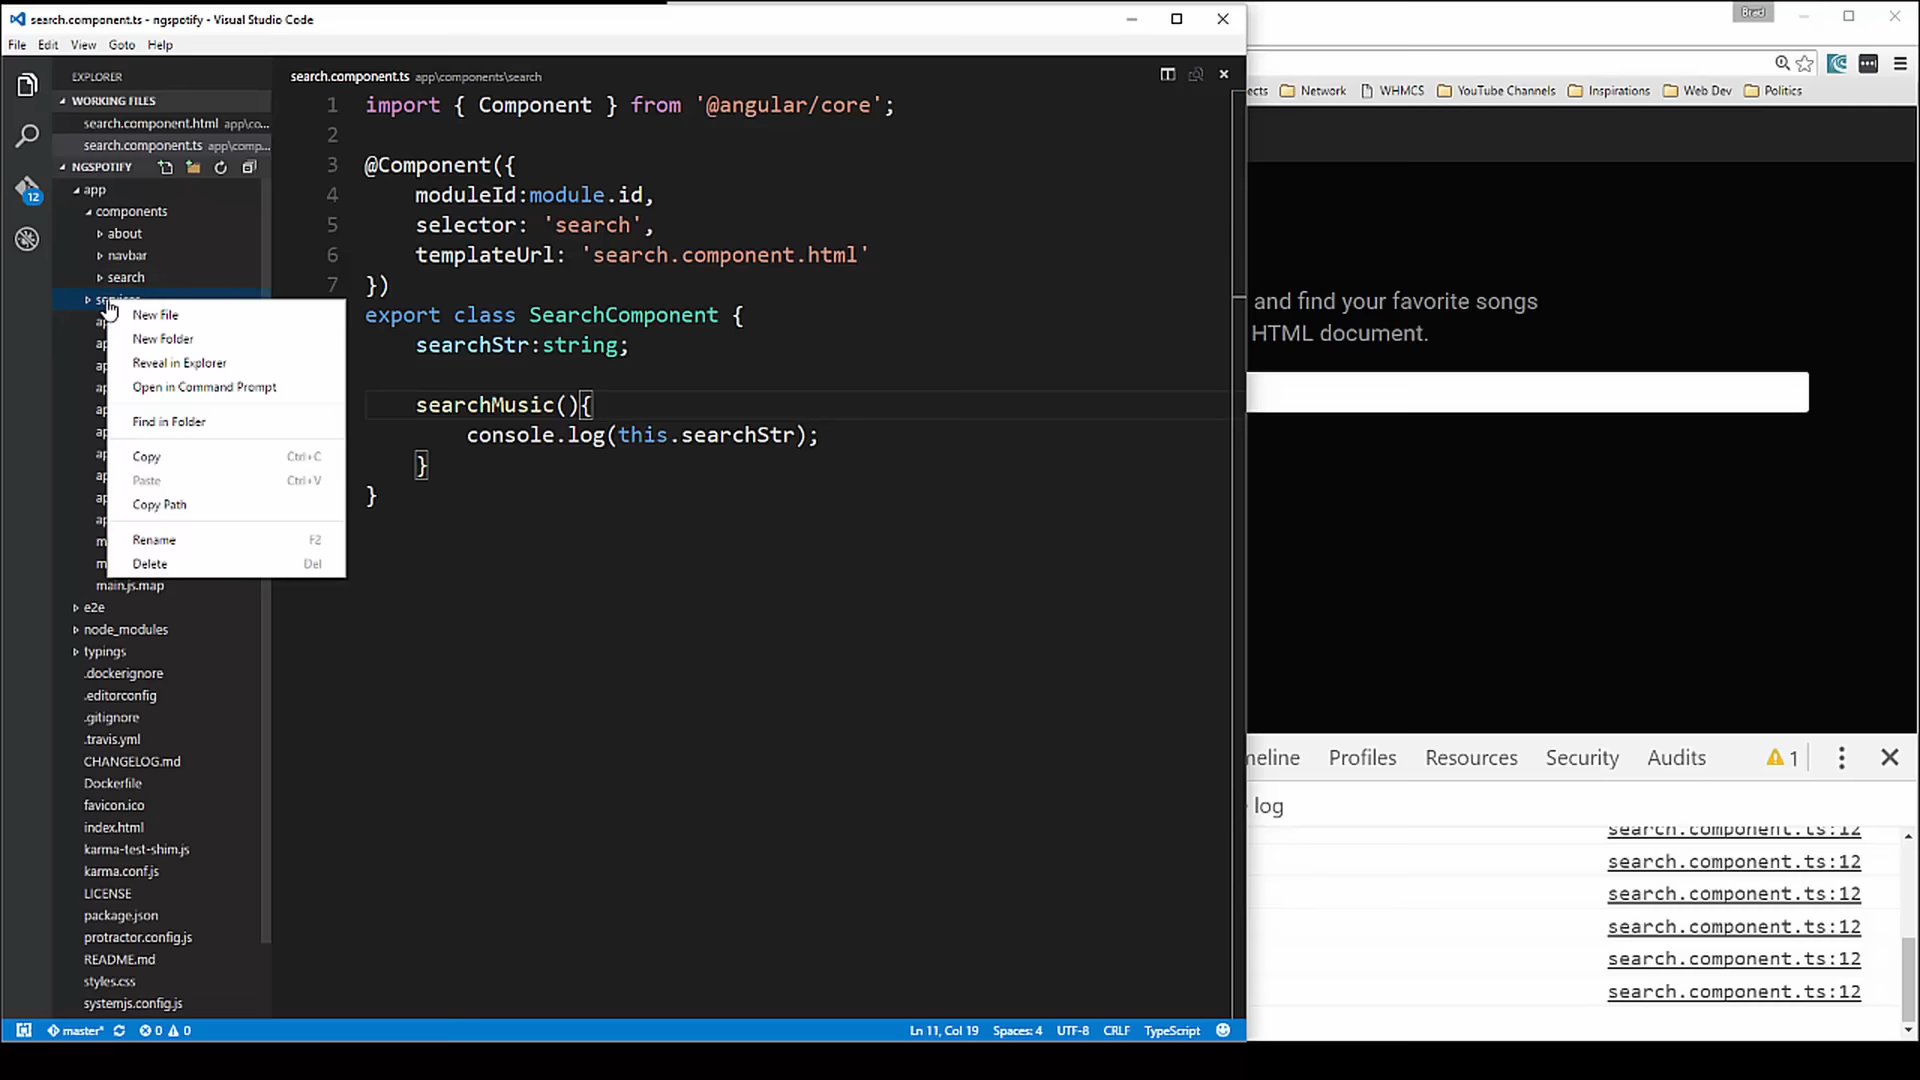 search.component.ts - ngspotify - Visual Studio Code
File Edit View Goto Help
EXPLORER
WORKING FILES
search.component.html app\co...
search.component.ts app\comp...
NGSPOTIFY
app
components
about
navbar
search
New File
New Folder
Reveal in Explorer
Open in Command Prompt
Find in Folder
Copy Ctrl+C
Paste Ctrl+V
Copy Path
Rename F2
Delete Del
main.js.map
e2e
node_modules
typings
.dockerignore
.editorconfig
.gitignore
.travis.yml
CHANGELOG.md
Dockerfile
favicon.ico
index.html
karma-test-shim.js
karma.conf.js
LICENSE
package.json
protractor.config.js
README.md
styles.css
systemjs.config.js
12
search.component.ts app\components\search
1 import { Component } from '@angular/core';
2
3 @Component({
4 moduleId:module.id,
5 selector: 'search',
6 templateUrl: 'search.component.html'
7 })
export class SearchComponent {
searchStr:string;
searchMusic(){
console.log(this.searchStr);
}
}
master* 0 0 Ln 11, Col 19 Spaces: 4 UTF-8 CRLF TypeScript
Brad
ects Network WHMCS YouTube Channels Inspirations Web Dev Politics
and find your favorite songs
HTML document.
meline Profiles Resources Security Audits 1
log
search.component.ts:12
search.component.ts:12
search.component.ts:12
search.component.ts:12
search.component.ts:12
search.component.ts:12